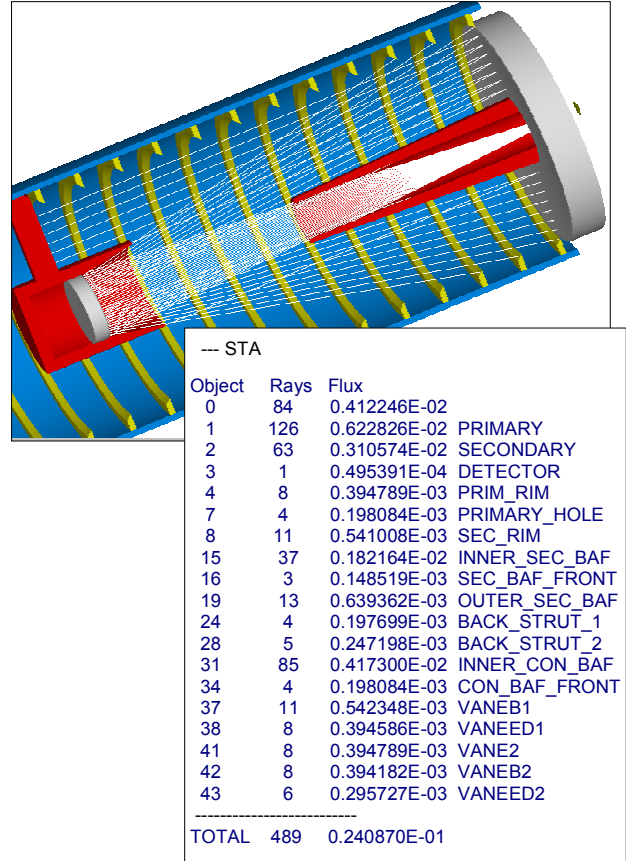 --- STA
Object Rays Flux
0 84 0.412246E-02
1 126 0.622826E-02 PRIMARY
2 63 0.310574E-02 SECONDARY
3 1 0.495391E-04 DETECTOR
4 8 0.394789E-03 PRIM_RIM
7 4 0.198084E-03 PRIMARY_HOLE
8 11 0.541008E-03 SEC_RIM
15 37 0.182164E-02 INNER_SEC_BAF
16 3 0.148519E-03 SEC_BAF_FRONT
19 13 0.639362E-03 OUTER_SEC_BAF
24 4 0.197699E-03 BACK_STRUT_1
28 5 0.247198E-03 BACK_STRUT_2
31 85 0.417300E-02 INNER_CON_BAF
34 4 0.198084E-03 CON_BAF_FRONT
37 11 0.542348E-03 VANEB1
38 8 0.394586E-03 VANEED1
41 8 0.394789E-03 VANE2
42 8 0.394182E-03 VANEB2
43 6 0.295727E-03 VANEED2
---------------------------
TOTAL 489 0.240870E-01